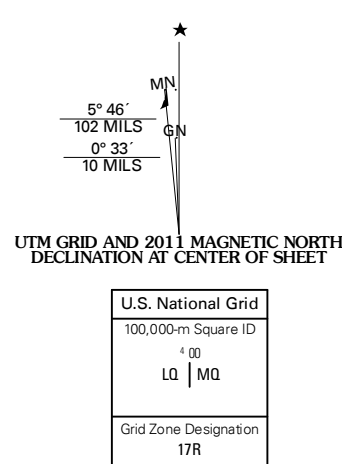 ★
MN
5° 46´
102 MILS
GN
0° 33´
10 MILS
UTM GRID AND 2011 MAGNETIC NORTH
DECLINATION AT CENTER OF SHEET
U.S. National Grid
100,000-m Square ID
4 00
LQ MQ
Grid Zone Designation
17R